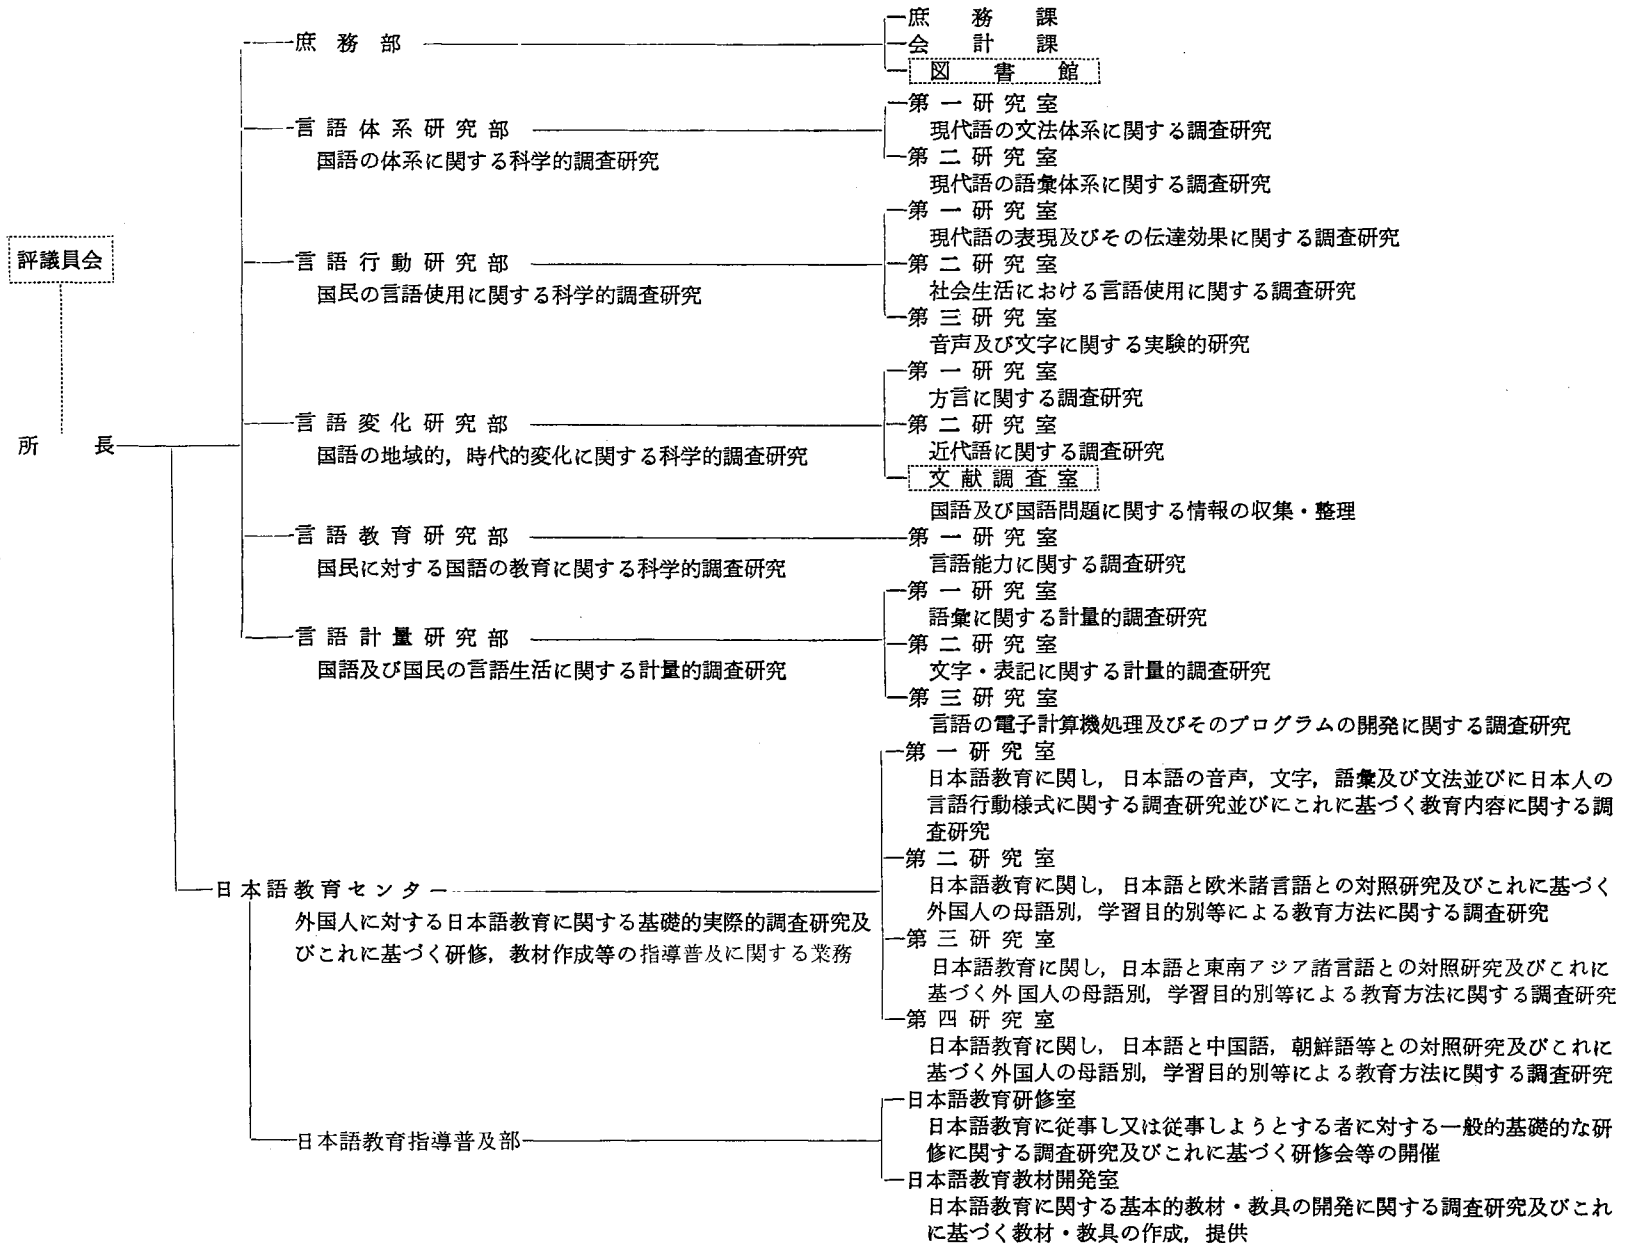 評議員会
所長
庶務部
庶務課
会計課
図書館
言語体系研究部
国語の体系に関する科学的調査研究
第一研究室
現代語の文法体系に関する調査研究
第二研究室
現代語の語彙体系に関する調査研究
言語行動研究部
国民の言語使用に関する科学的調査研究
第一研究室
現代語の表現及びその伝達効果に関する調査研究
第二研究室
社会生活における言語使用に関する調査研究
第三研究室
音声及び文字に関する実験的研究
言語変化研究部
国語の地域的，時代的変化に関する科学的調査研究
第一研究室
方言に関する調査研究
第二研究室
近代語に関する調査研究
文献調査室
国語及び国語問題に関する情報の収集・整理
言語教育研究部
国民に対する国語の教育に関する科学的調査研究
第一研究室
言語能力に関する調査研究
言語計量研究部
国語及び国民の言語生活に関する計量的調査研究
第一研究室
語彙に関する計量的調査研究
第二研究室
文字・表記に関する計量的調査研究
第三研究室
言語の電子計算機処理及びそのプログラムの開発に関する調査研究
日本語教育センター
外国人に対する日本語教育に関する基礎的実際的調査研究及
びこれに基づく研修，教材作成等の指導普及に関する業務
第一研究室
日本語教育に関し，日本語の音声，文字，語彙及び文法並びに日本人の
言語行動様式に関する調査研究並びにこれに基づく教育内容に関する調
査研究
第二研究室
日本語教育に関し，日本語と欧米諸言語との対照研究及びこれに基づく
外国人の母語別，学習目的別等による教育方法に関する調査研究
第三研究室
日本語教育に関し，日本語と東南アジア諸言語との対照研究及びこれに
基づく外国人の母語別，学習目的別等による教育方法に関する調査研究
第四研究室
日本語教育に関し，日本語と中国語，朝鮮語等との対照研究及びこれに
基づく外国人の母語別，学習目的別等による教育方法に関する調査研究
日本語教育指導普及部
日本語教育研修室
日本語教育に従事し又は従事しようとする者に対する一般的基礎的な研
修に関する調査研究及びこれに基づく研修会等の開催
日本語教育教材開発室
日本語教育に関する基本的教材・教具の開発に関する調査研究及びこれ
に基づく教材・教具の作成，提供